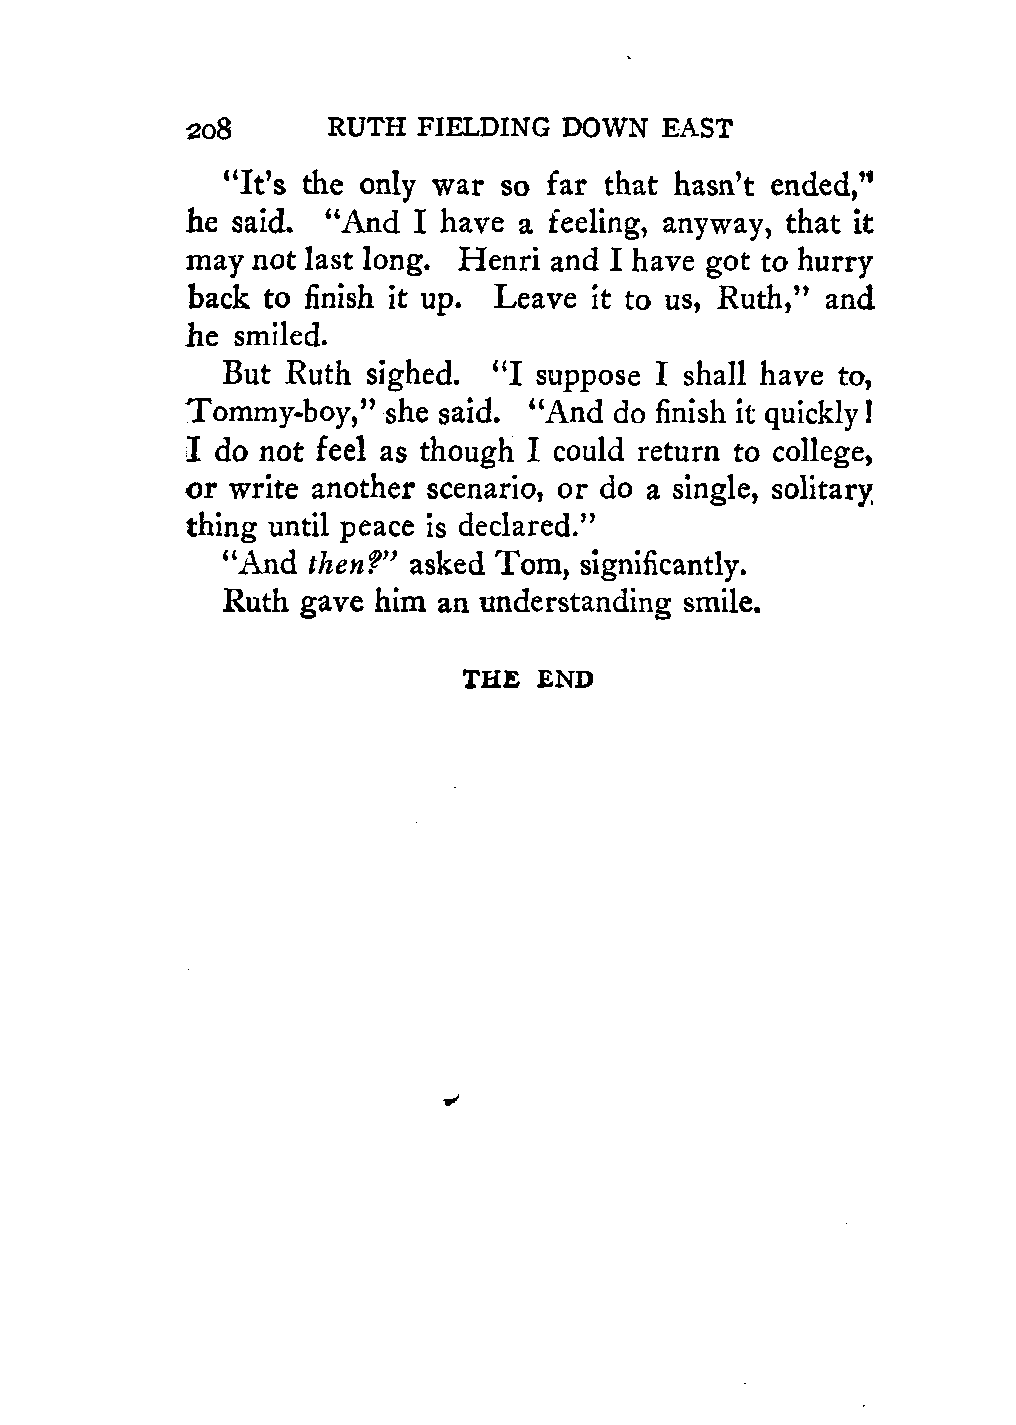 208 RUTH FIELDING DOWN EAST
"It's the only war so far that hasn't ended,"
he said. "And I have a feeling, anyway, that it
may not last long. Henri and I have got to hurry
back to finish it up. Leave it to us, Ruth," and
he smiled.
But Ruth sighed. "I suppose I shall have to,
Tommy-boy," she said. "And do finish it quickly!
I do not feel as though I could return to college,
or write another scenario, or do a single, solitary
thing until peace is declared."
"And then?" asked Tom, significantly.
Ruth gave him an understanding smile.
THE END